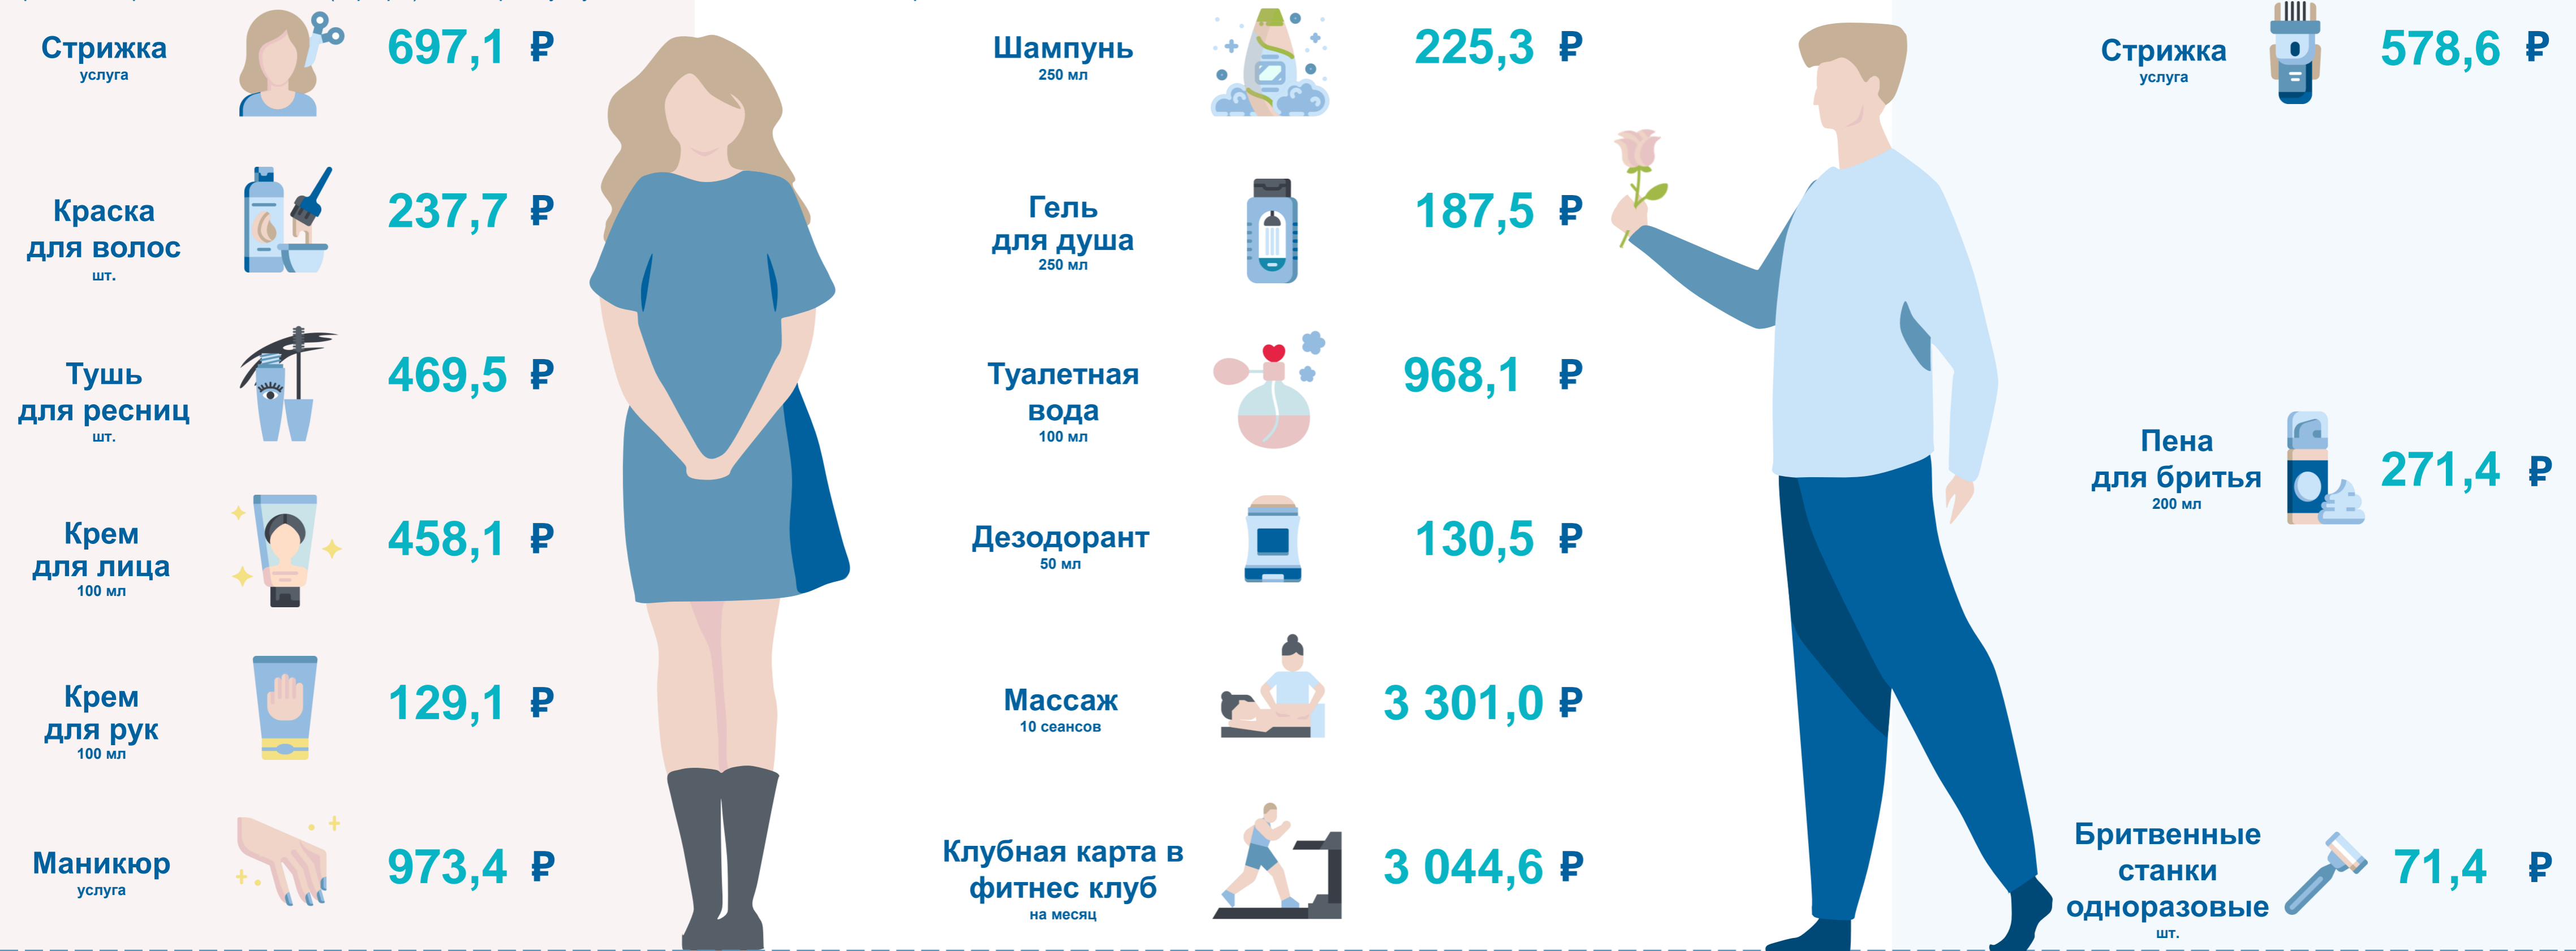 Стрижка
услуга
697,1 ₽
Краска
для волос
шт.
237,7 ₽
Тушь
для ресниц
шт.
469,5 ₽
Крем
для лица
100 мл
458,1 ₽
Крем
для рук
100 мл
129,1 ₽
Маникюр
услуга
973,4 ₽
Шампунь
250 мл
225,3 ₽
Гель
для душа
250 мл
187,5 ₽
Туалетная
вода
100 мл
968,1 ₽
Дезодорант
50 мл
130,5 ₽
Массаж
10 сеансов
3 301,0 ₽
Клубная карта в
фитнес клуб
на месяц
3 044,6 ₽
Стрижка
услуга
578,6 ₽
Пена
для бритья
200 мл
271,4 ₽
Бритвенные
станки
одноразовые
шт.
71,4 ₽